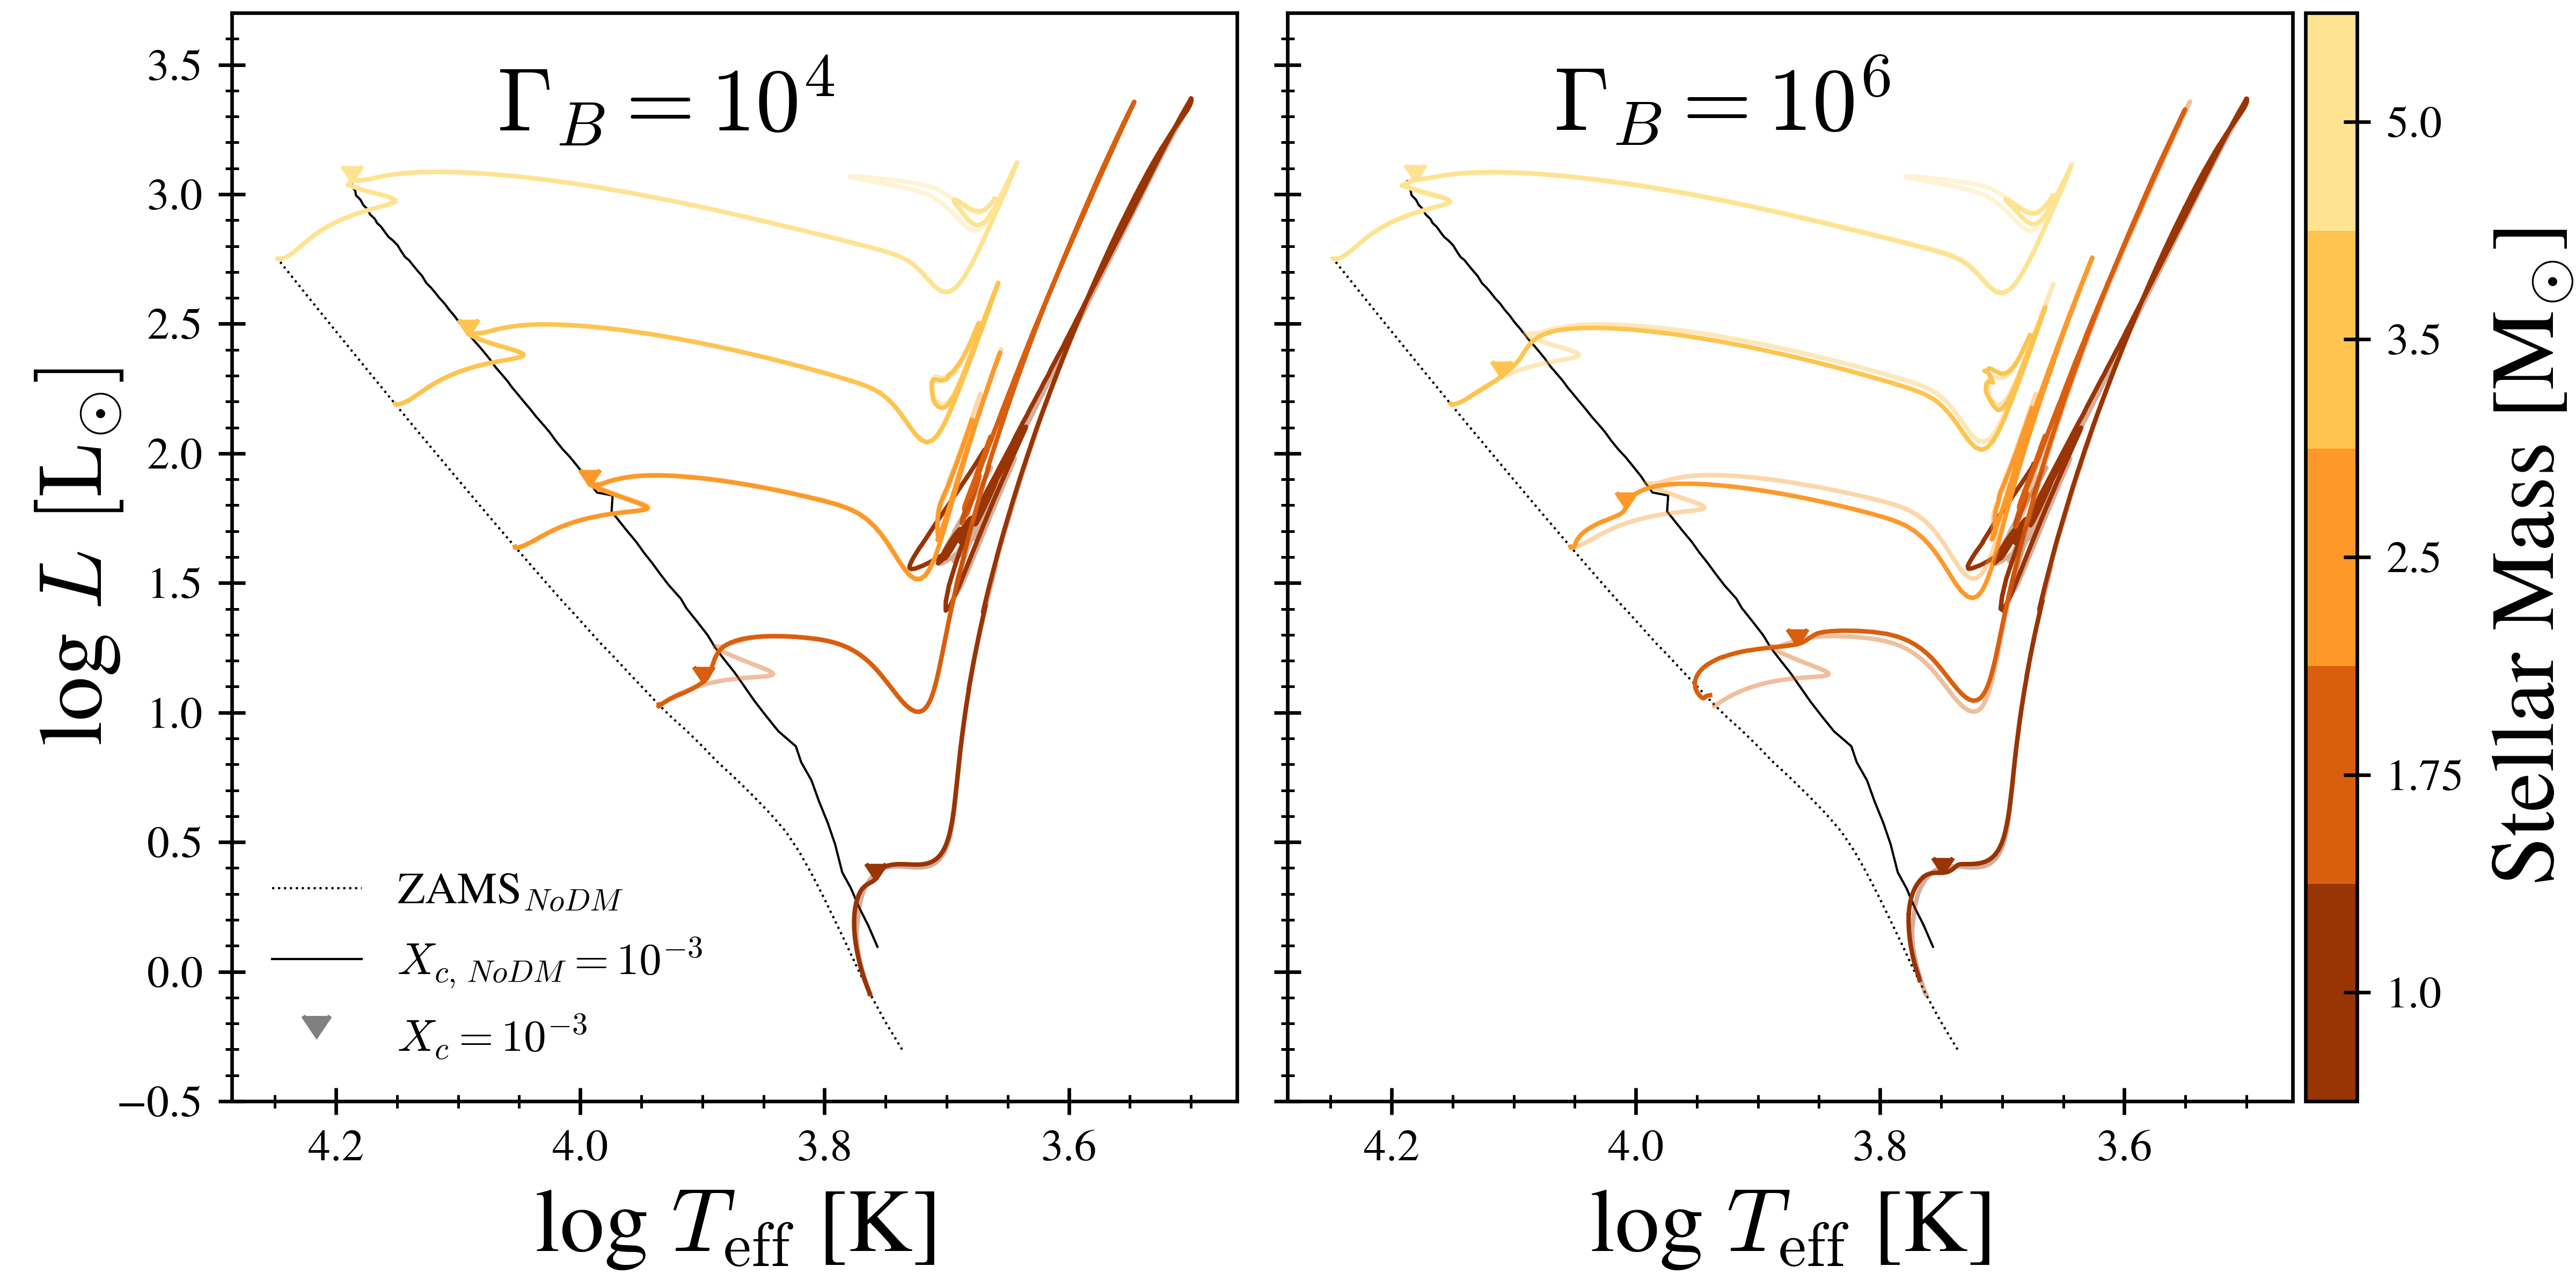 Γ_B = 10^4
Γ_B = 10^6
3.5
3.0
2.5
2.0
1.5
1.0
0.5
0.0
−0.5
log L [L_⊙]
ZAMS_NoDM
X_c, NoDM = 10^−3
X_c = 10^−3
4.2 4.0 3.8 3.6
4.2 4.0 3.8 3.6
log T_eff [K]
log T_eff [K]
5.0
3.5
2.5
1.75
1.0
Stellar Mass [M_⊙]